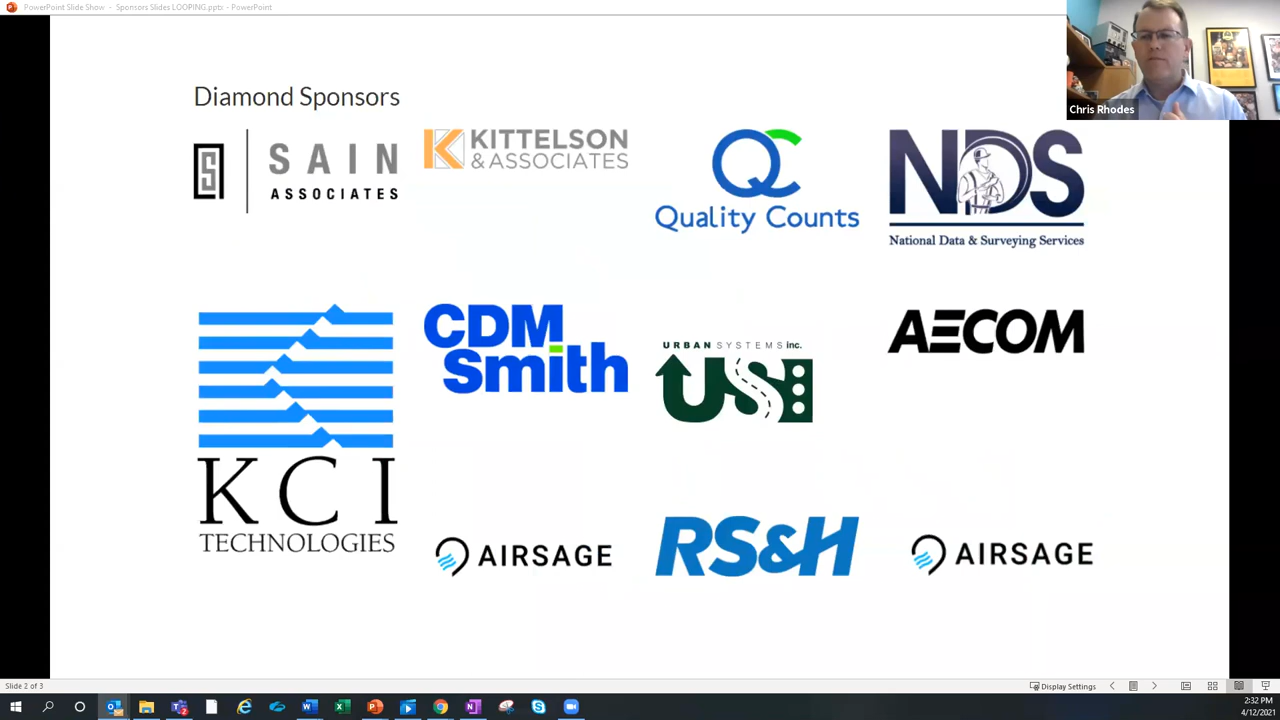 PowerPoint Slide Show - Sponsors Slides LOOPING.pptx - PowerPoint
Chris Rhodes
Diamond Sponsors
SAIN
ASSOCIATES
KITTELSON
& ASSOCIATES
QC
Quality Counts
NDS
National Data & Surveying Services
KCI
TECHNOLOGIES
CDM
Smith
URBAN SYSTEMS inc.
USI
AECOM
AIRSAGE
RS&H
AIRSAGE
Slide 2 of 3
Display Settings
2:32 PM
4/12/2021